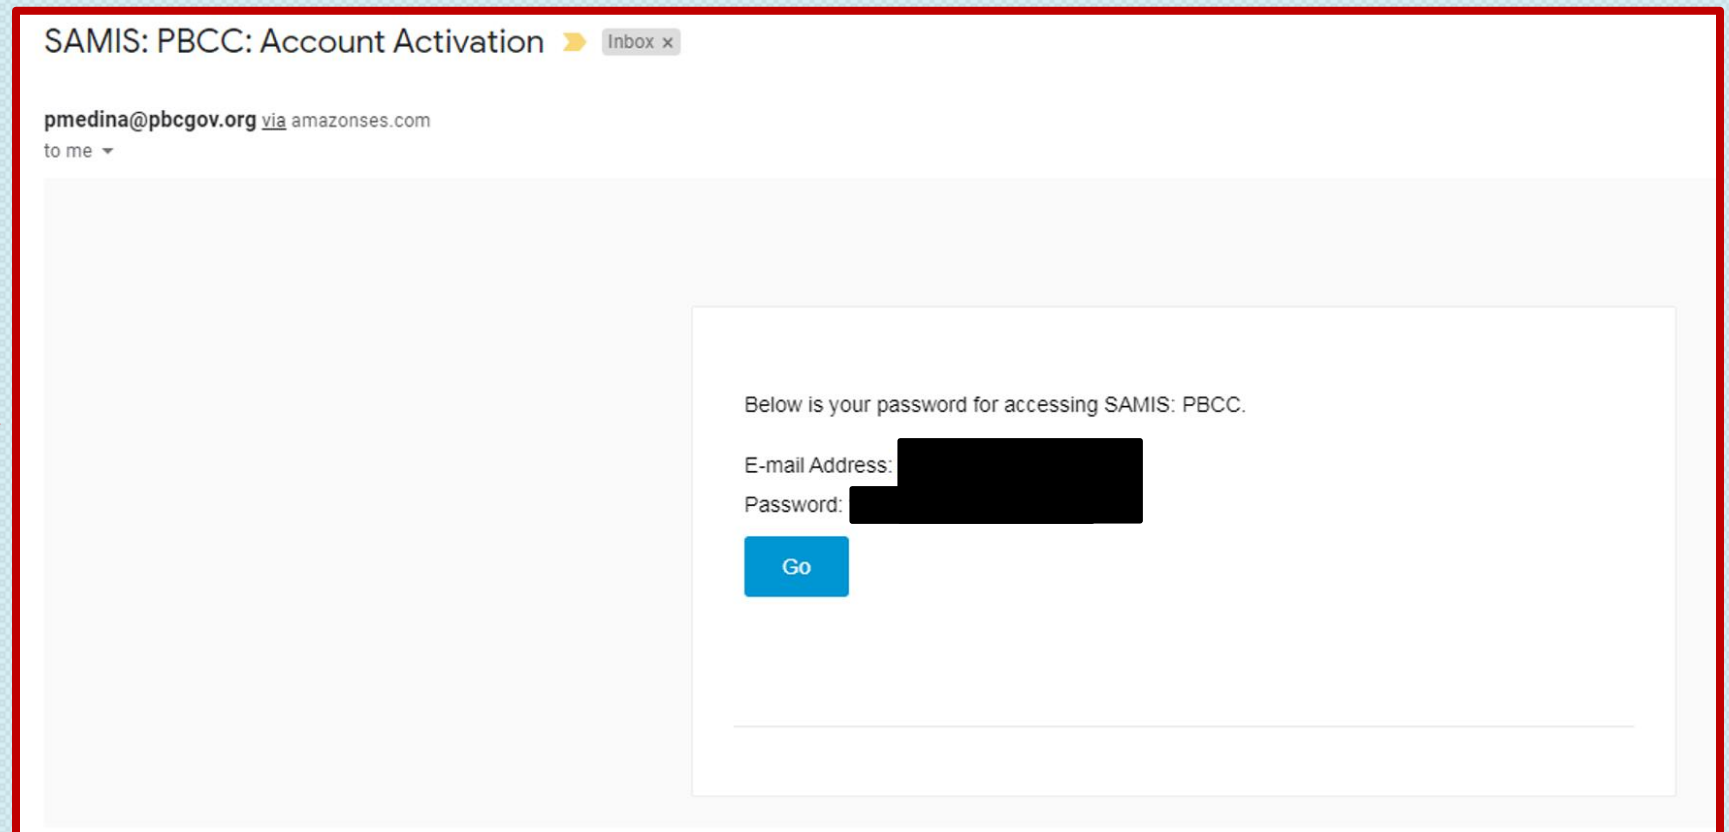 SAMIS: PBCC: Account Activation Inbox x
pmedina@pbcgov.org via amazonses.com
to me
Below is your password for accessing SAMIS: PBCC.
E-mail Address:
Password:
Go